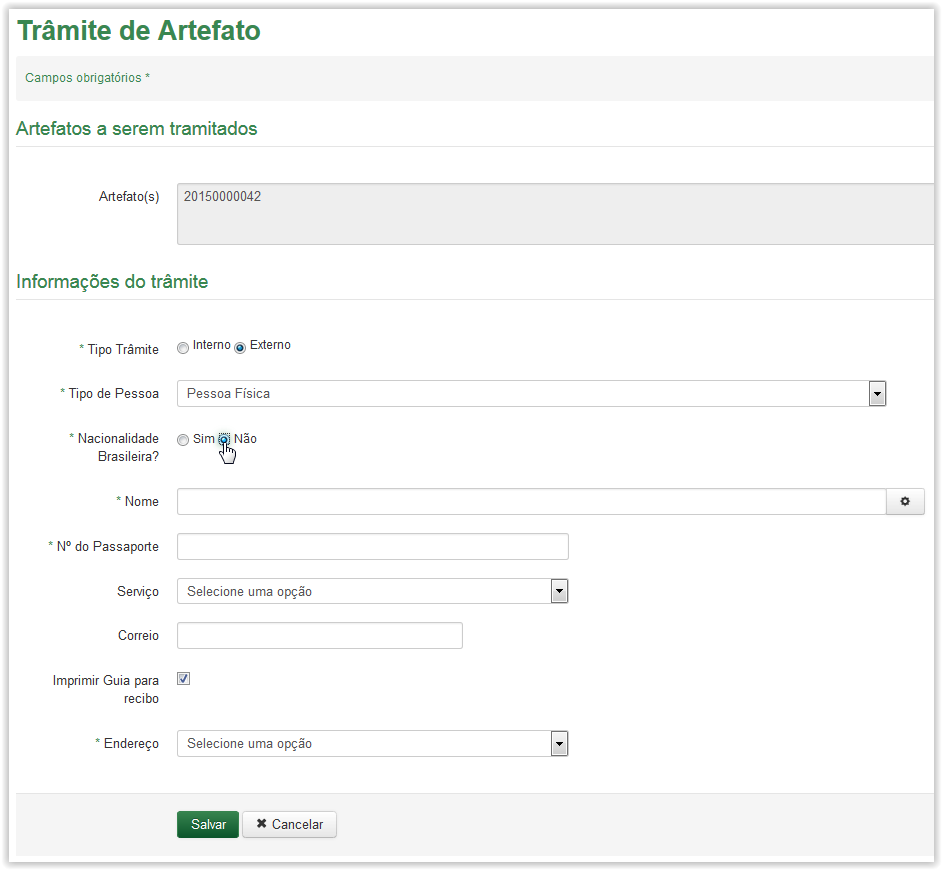 Trâmite de Artefato
Campos obrigatórios *
Artefatos a serem tramitados
Artefato(s)
20150000042
Informações do trâmite
* Tipo Trâmite
Interno Externo
* Tipo de Pessoa
Pessoa Física
* Nacionalidade
Brasileira?
Sim Não
* Nome
* Nº do Passaporte
Serviço
Selecione uma opção
Correio
Imprimir Guia para
recibo
* Endereço
Selecione uma opção
Salvar
Cancelar